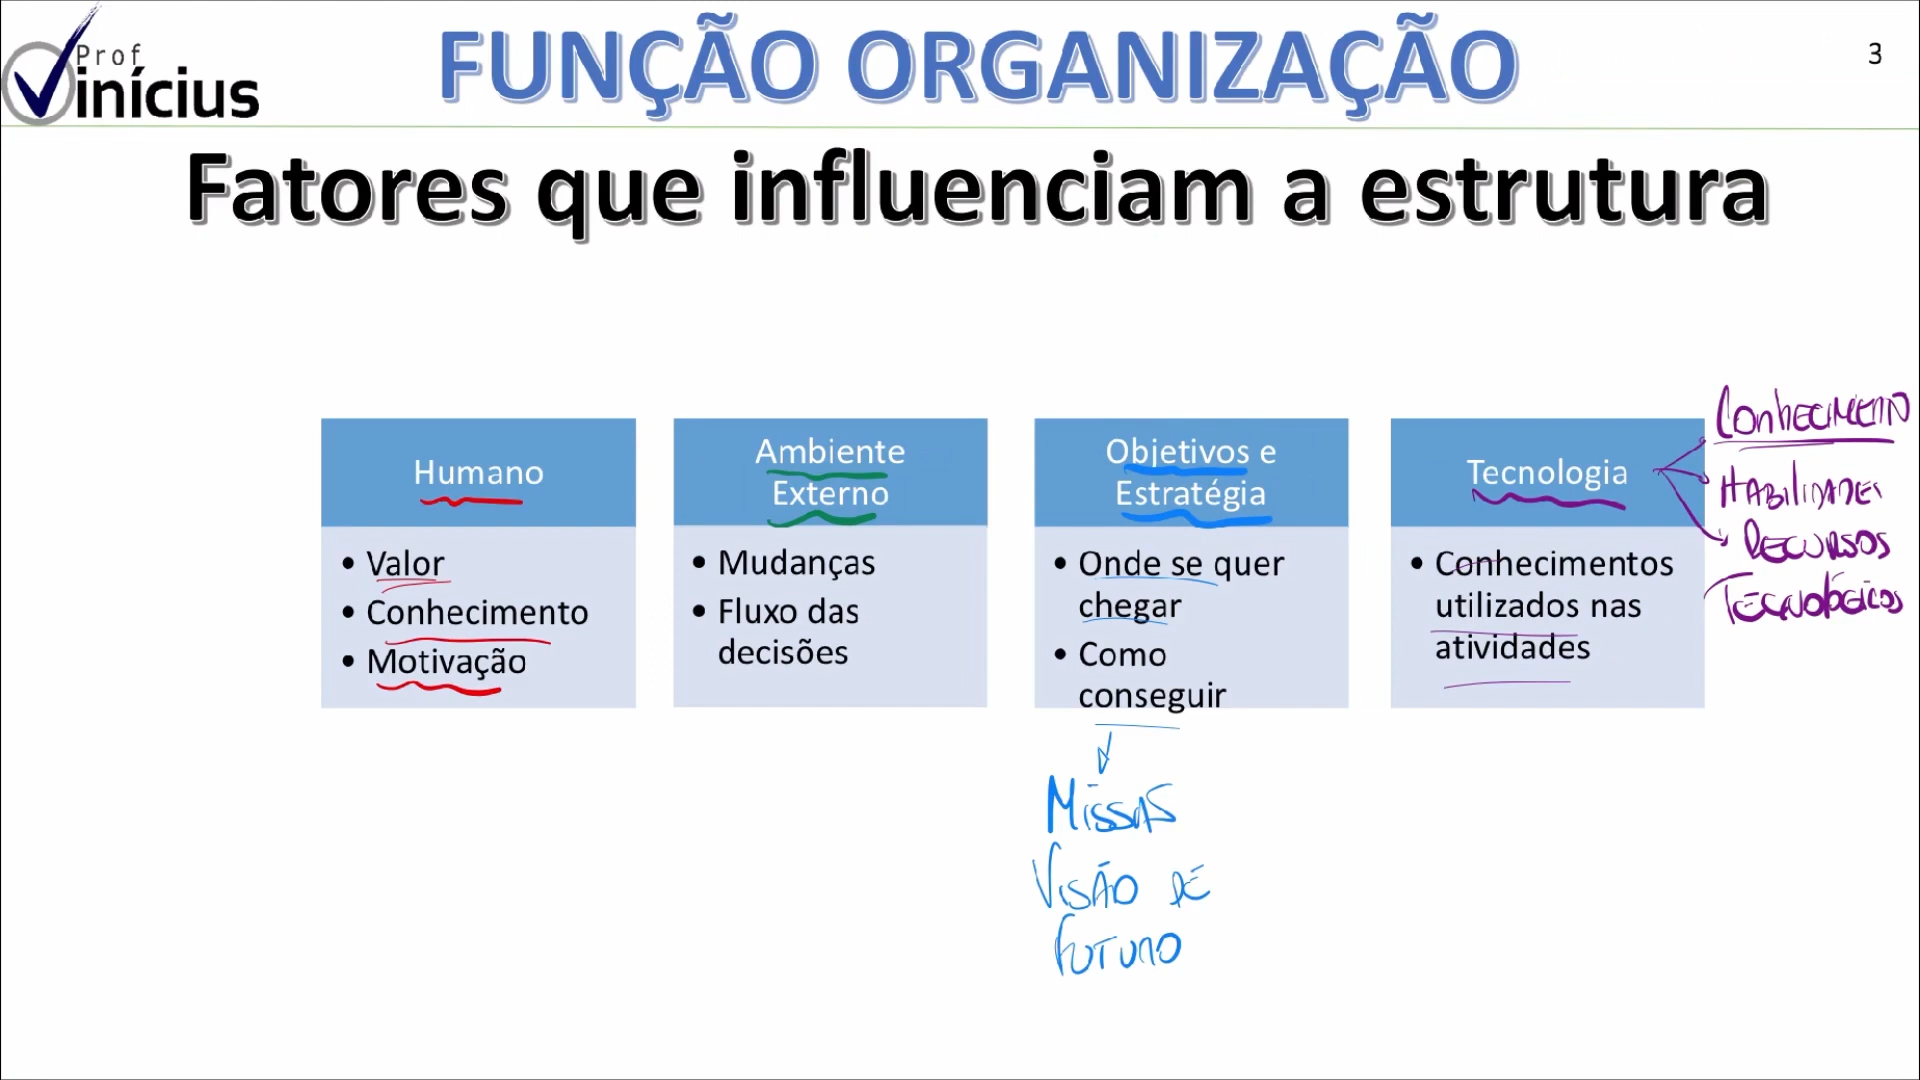 Prof
Vinícius
FUNÇÃO ORGANIZAÇÃO
3
Fatores que influenciam a estrutura
Humano
• Valor
• Conhecimento
• Motivação
Ambiente
Externo
• Mudanças
• Fluxo das
decisões
Objetivos e
Estratégia
• Onde se quer
chegar
• Como
conseguir
MISSAS
VISÃO DE
FUTURO
Tecnologia
• Conhecimentos
utilizados nas
atividades
CONHECIMENTO
HABILIDADES
RECURSOS
TECNOLÓGICOS